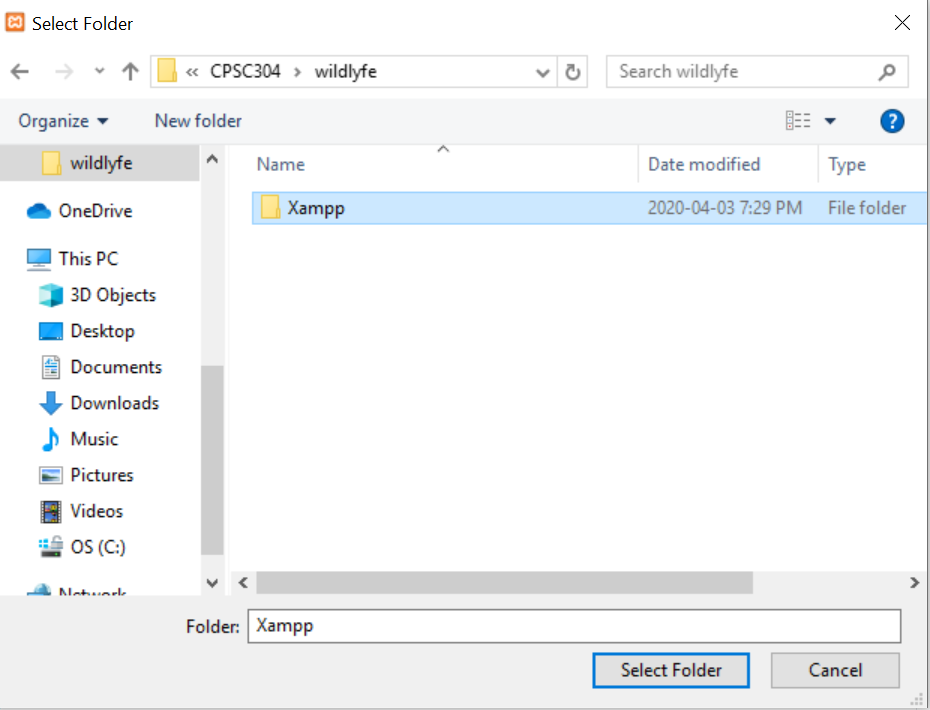 Select Folder
« CPSC304 › wildlyfe
Search wildlyfe
Organize
New folder
?
wildlyfe
OneDrive
This PC
3D Objects
Desktop
Documents
Downloads
Music
Pictures
Videos
OS (C:)
Network
Name
Date modified
Type
Xampp
2020-04-03 7:29 PM
File folder
Folder:
Xampp
Select Folder
Cancel